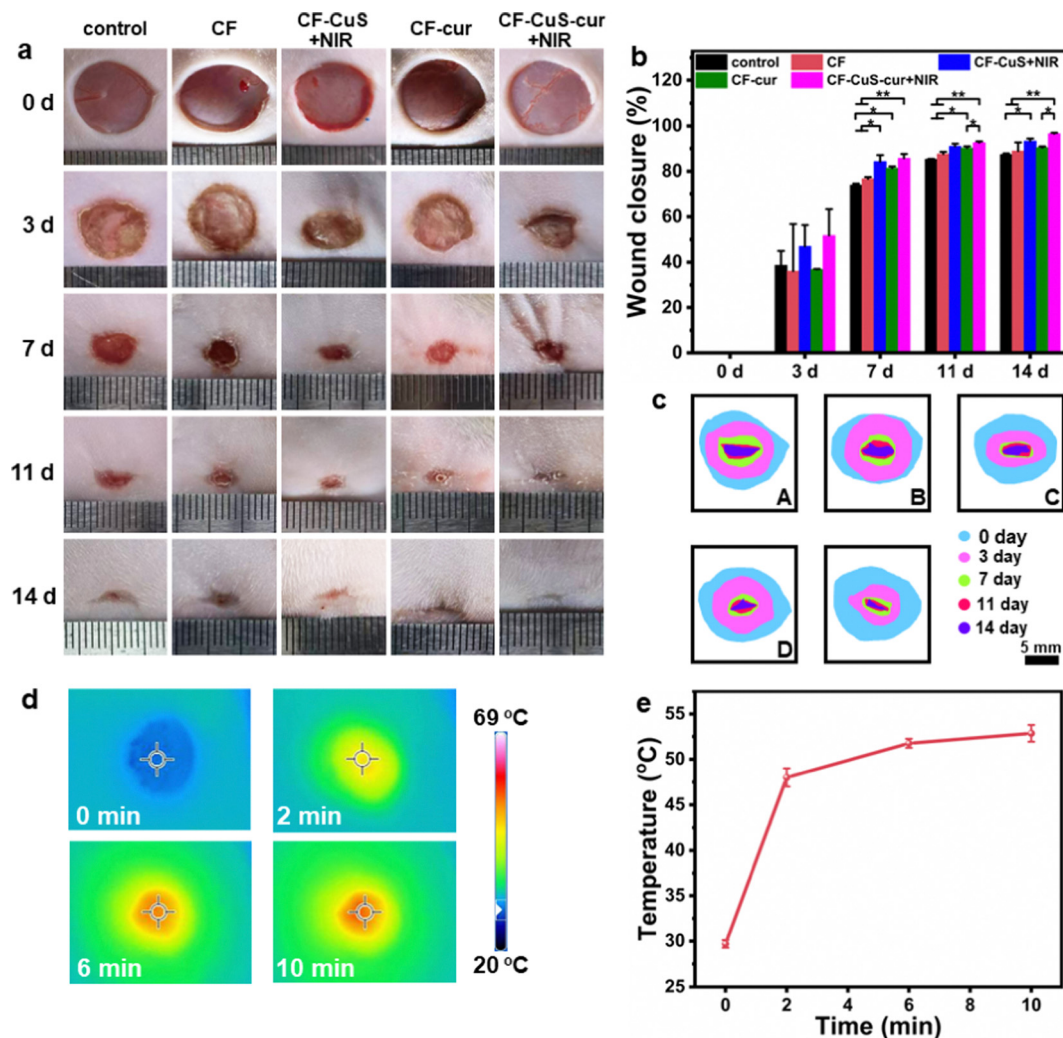 a
control
CF
CF-CuS
+NIR
CF-cur
CF-CuS-cur
+NIR
0 d
3 d
7 d
11 d
14 d
b
control
CF
CF-CuS+NIR
CF-cur
CF-CuS-cur+NIR
Wound closure (%)
120
100
80
60
40
20
0
** 
*
*
**
*
*
**
*
*
0 d
3 d
7 d
11 d
14 d
c
A
B
C
D
0 day
3 day
7 day
11 day
14 day
5 mm
d
0 min
2 min
6 min
10 min
69 °C
20 °C
e
Temperature (°C)
55
50
45
40
35
30
25
0
2
4
6
8
10
Time (min)